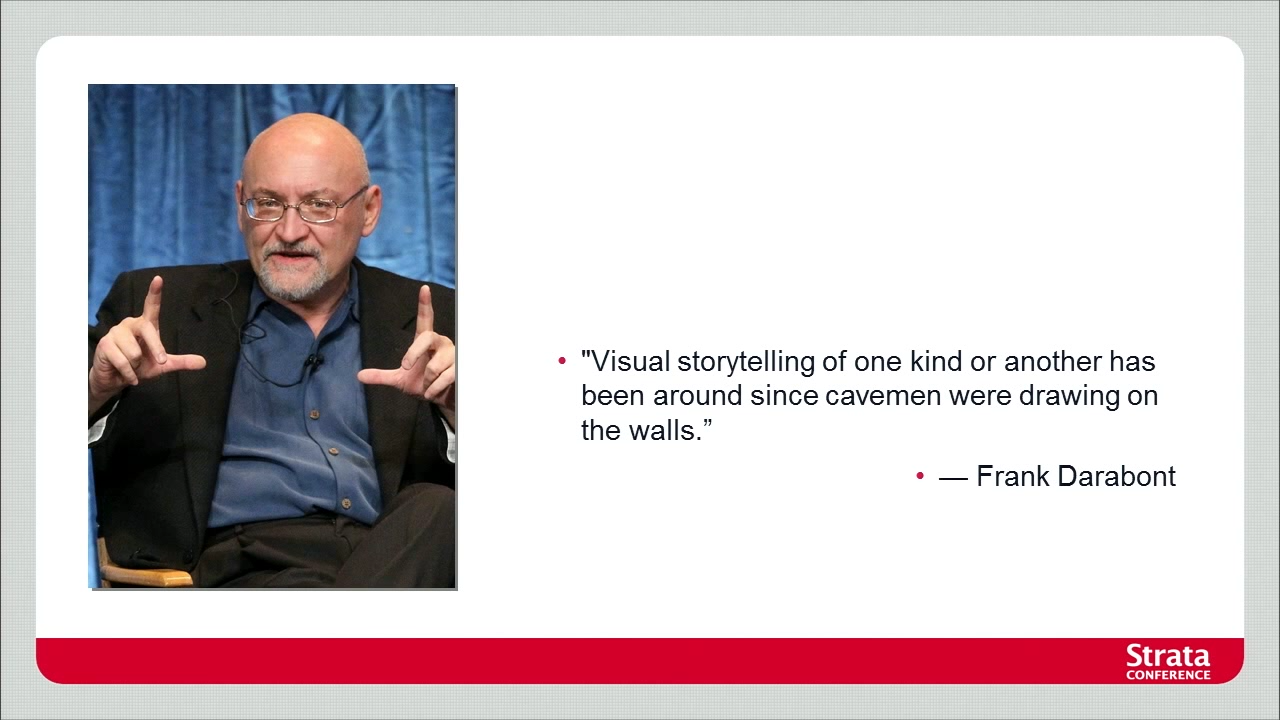 • "Visual storytelling of one kind or another has
been around since cavemen were drawing on
the walls.”
• — Frank Darabont
Strata
CONFERENCE